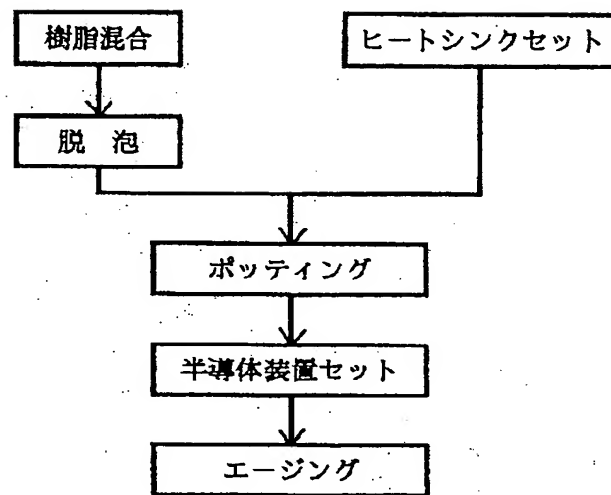 樹脂混合
ヒートシンクセット
脱 泡
ポッティング
半導体装置セット
エージング